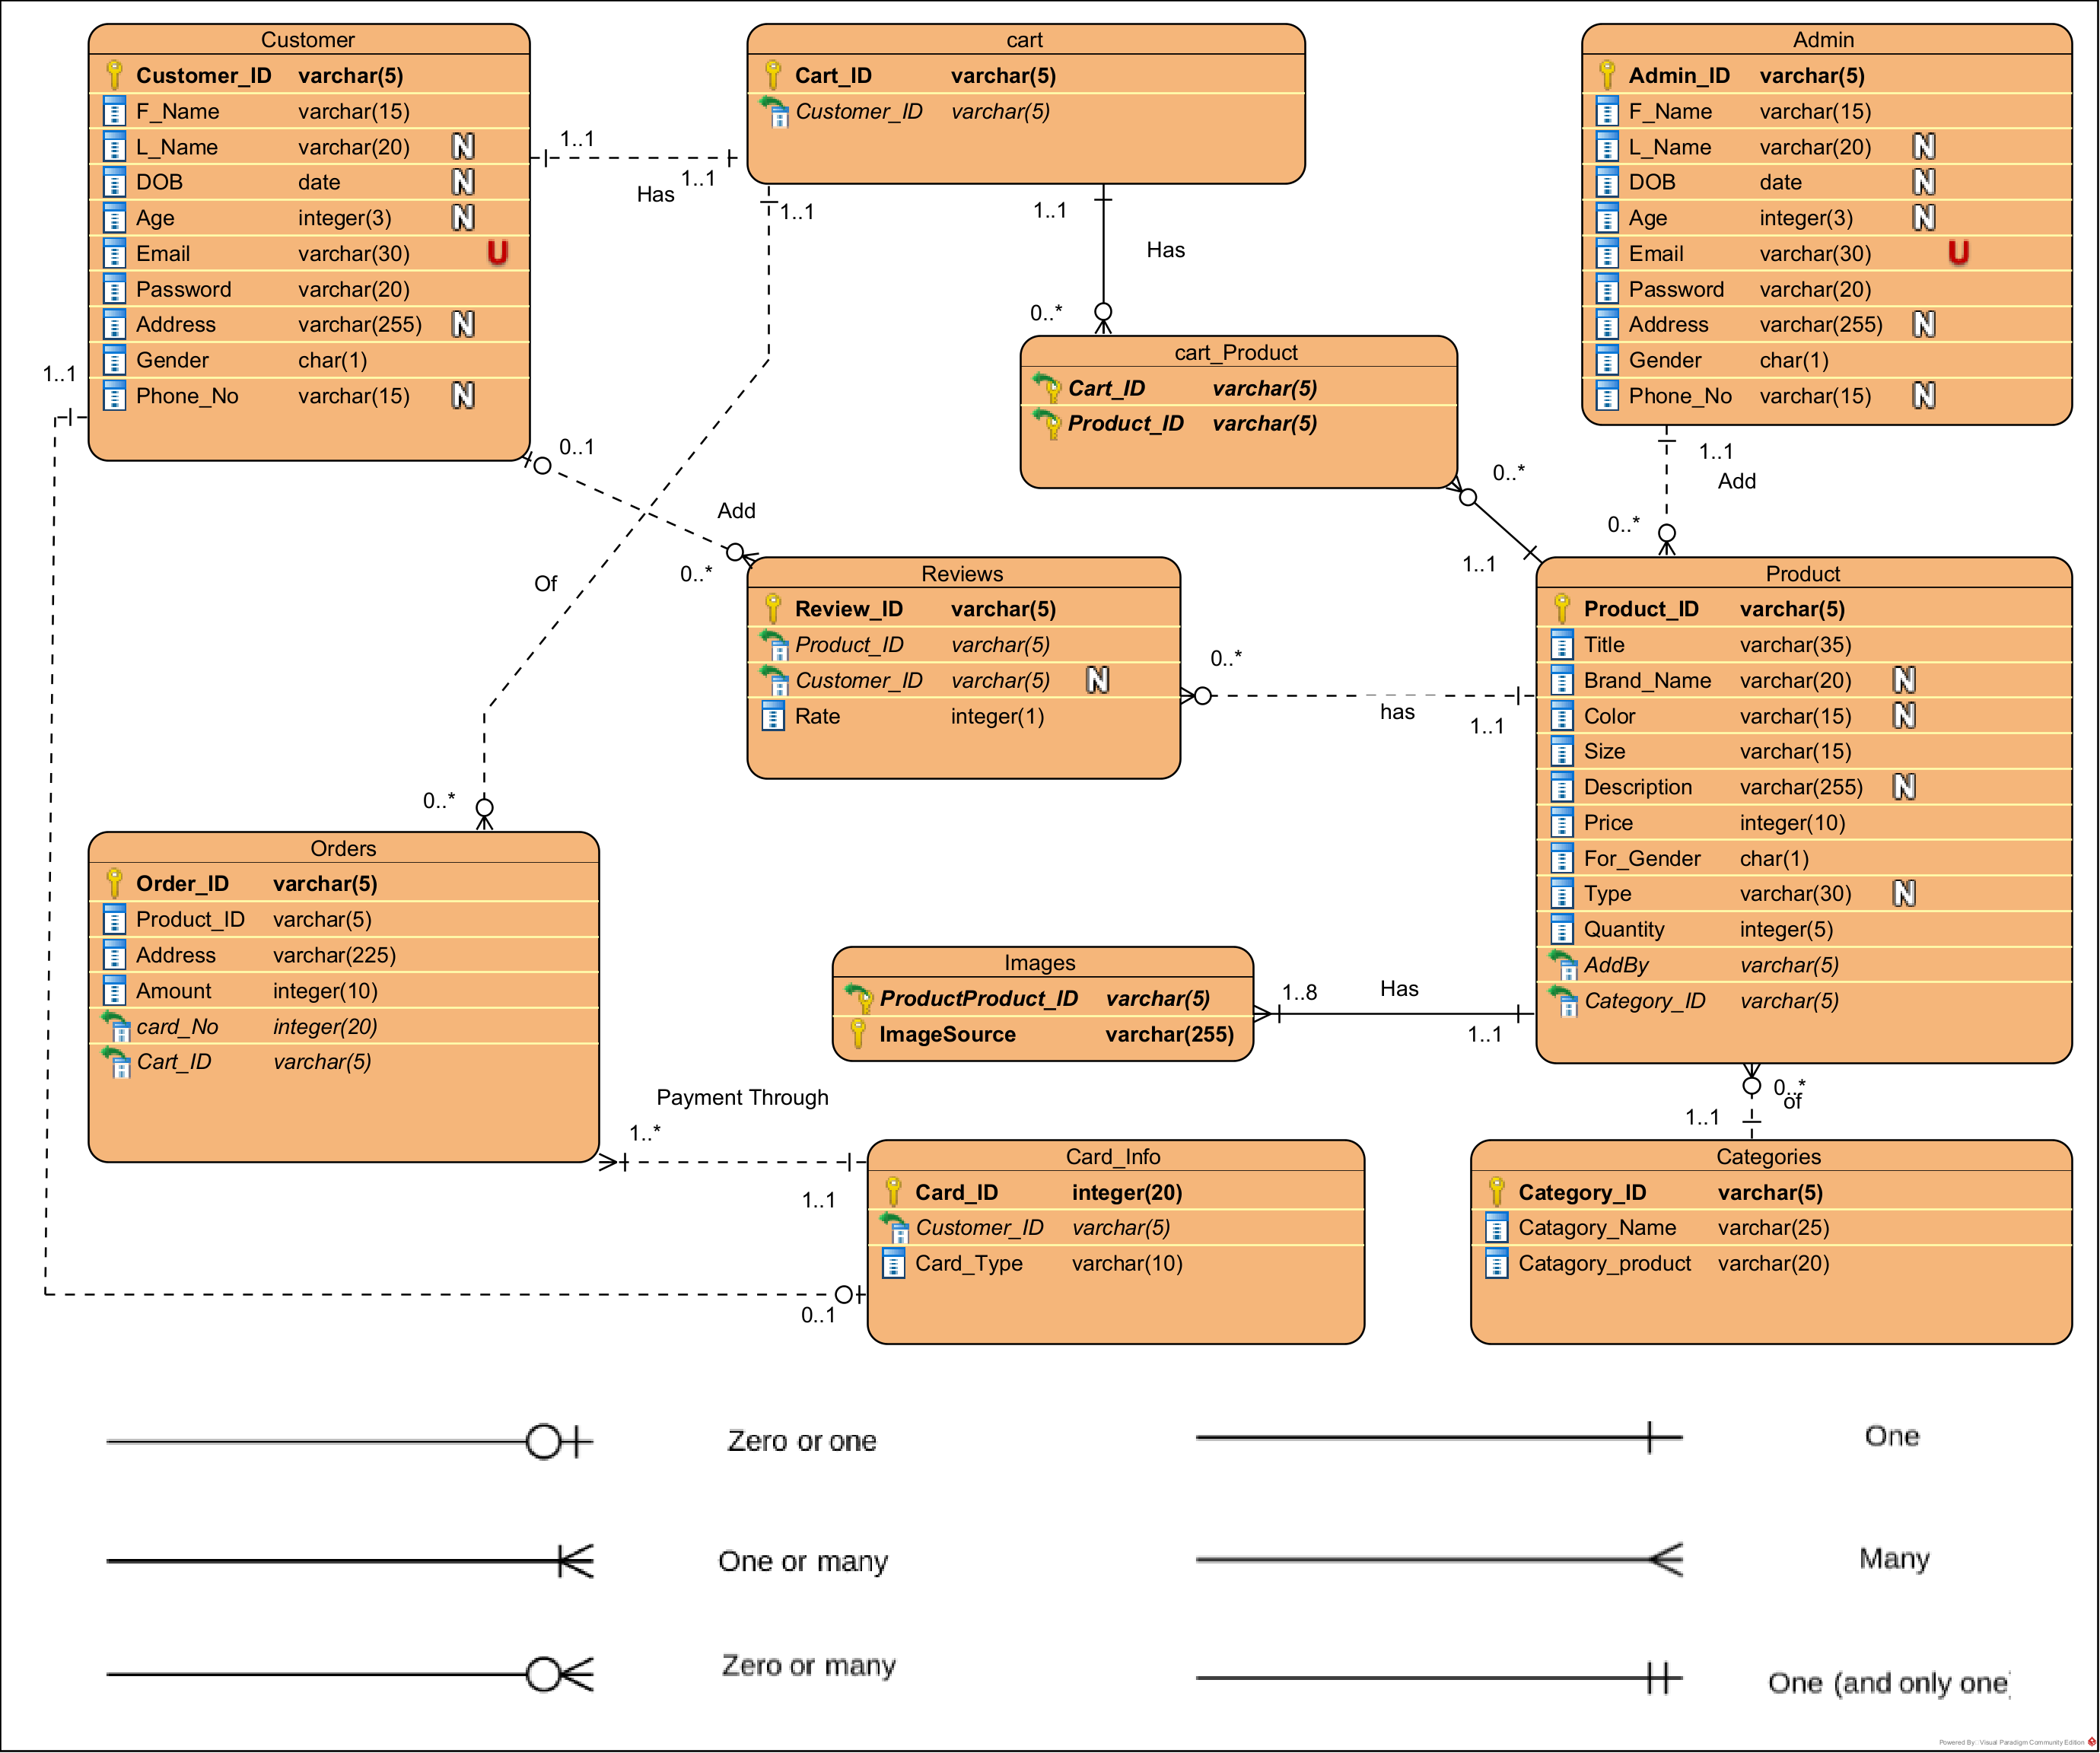 Customer
Customer_ID varchar(5)
F_Name varchar(15)
L_Name varchar(20) N
DOB date N
Age integer(3) N
Email varchar(30) U
Password varchar(20)
Address varchar(255) N
Gender char(1)
Phone_No varchar(15) N
cart
Cart_ID varchar(5)
Customer_ID varchar(5)
Admin
Admin_ID varchar(5)
F_Name varchar(15)
L_Name varchar(20) N
DOB date N
Age integer(3) N
Email varchar(30) U
Password varchar(20)
Address varchar(255) N
Gender char(1)
Phone_No varchar(15) N
1..1
Has
1..1
1..1
1..1
Has
0..*
cart_Product
Cart_ID varchar(5)
Product_ID varchar(5)
1..1
0..1
Add
0..*
Of
0..*
1..1
1..1
Add
0..*
Reviews
Review_ID varchar(5)
Product_ID varchar(5)
Customer_ID varchar(5) N
Rate integer(1)
0..*
has
1..1
Product
Product_ID varchar(5)
Title varchar(35)
Brand_Name varchar(20) N
Color varchar(15) N
Size varchar(15)
Description varchar(255) N
Price integer(10)
For_Gender char(1)
Type varchar(30) N
Quantity integer(5)
AddBy varchar(5)
Category_ID varchar(5)
0..*
Orders
Order_ID varchar(5)
Product_ID varchar(5)
Address varchar(225)
Amount integer(10)
card_No integer(20)
Cart_ID varchar(5)
Images
ProductProduct_ID varchar(5)
ImageSource varchar(255)
1..8
Has
1..1
Payment Through
1..*
1..1
0..1
0..*
of
1..1
Card_Info
Card_ID integer(20)
Customer_ID varchar(5)
Card_Type varchar(10)
Categories
Category_ID varchar(5)
Catagory_Name varchar(25)
Catagory_product varchar(20)
Zero or one
One
One or many
Many
Zero or many
One (and only one)
Powered By: Visual Paradigm Community Edition